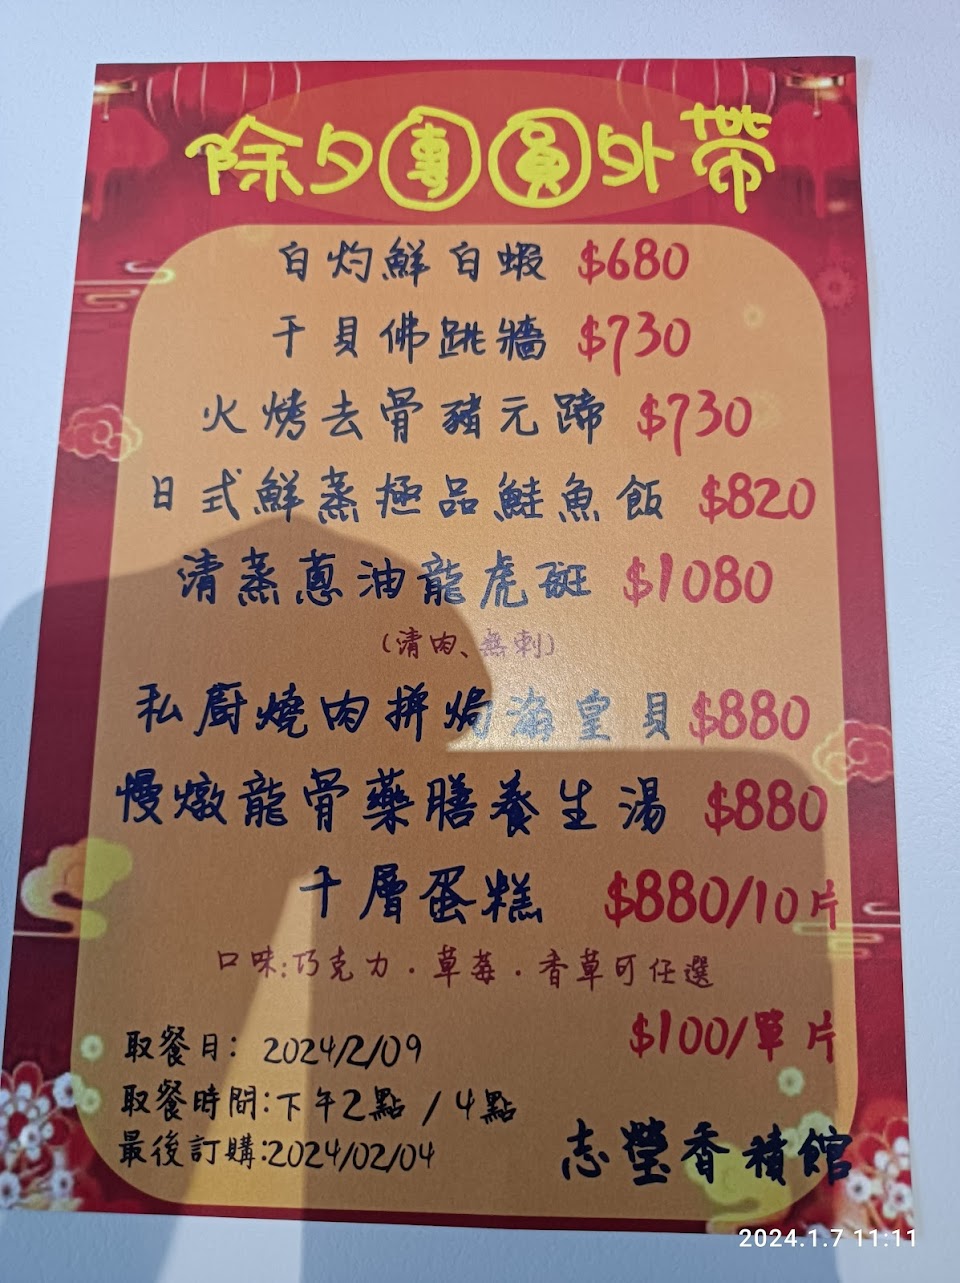 除夕團圓外帶
白灼鮮白蝦 $680
干貝佛跳牆 $730
火烤去骨豬元蹄 $730
日式鮮蒸極品鮭魚飯 $820
清蒸蔥油龍虎斑 $1080
(清肉、無刺)
私廚燒肉拼焗海皇貝 $880
慢燉龍骨藥膳養生湯 $880
千層蛋糕 $880/10片
口味:巧克力.草莓.香草可任選
$100/單片
取餐日: 2024/2/09
取餐時間:下午2點 / 4點
最後訂購:2024/02/04
志瑩香積館
2024.1.7 11:11